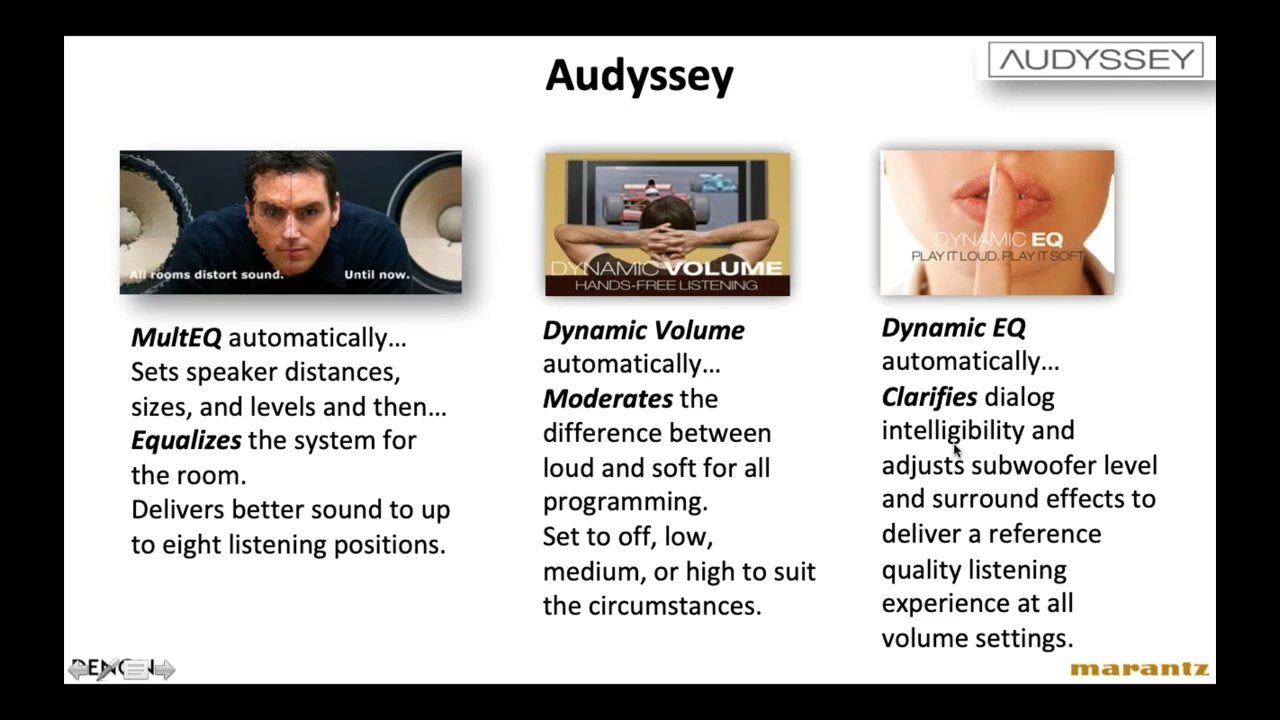 Audyssey
AUDYSSEY
All rooms distort sound. Until now.
MultEQ automatically...
Sets speaker distances,
sizes, and levels and then...
Equalizes the system for
the room.
Delivers better sound to up
to eight listening positions.
DYNAMIC VOLUME
HANDS-FREE LISTENING
Dynamic Volume
automatically...
Moderates the
difference between
loud and soft for all
programming.
Set to off, low,
medium, or high to suit
the circumstances.
DYNAMIC EQ
PLAY IT LOUD. PLAY IT SOFT
Dynamic EQ
automatically...
Clarifies dialog
intelligibility and
adjusts subwoofer level
and surround effects to
deliver a reference
quality listening
experience at all
volume settings.
DENON
marantz